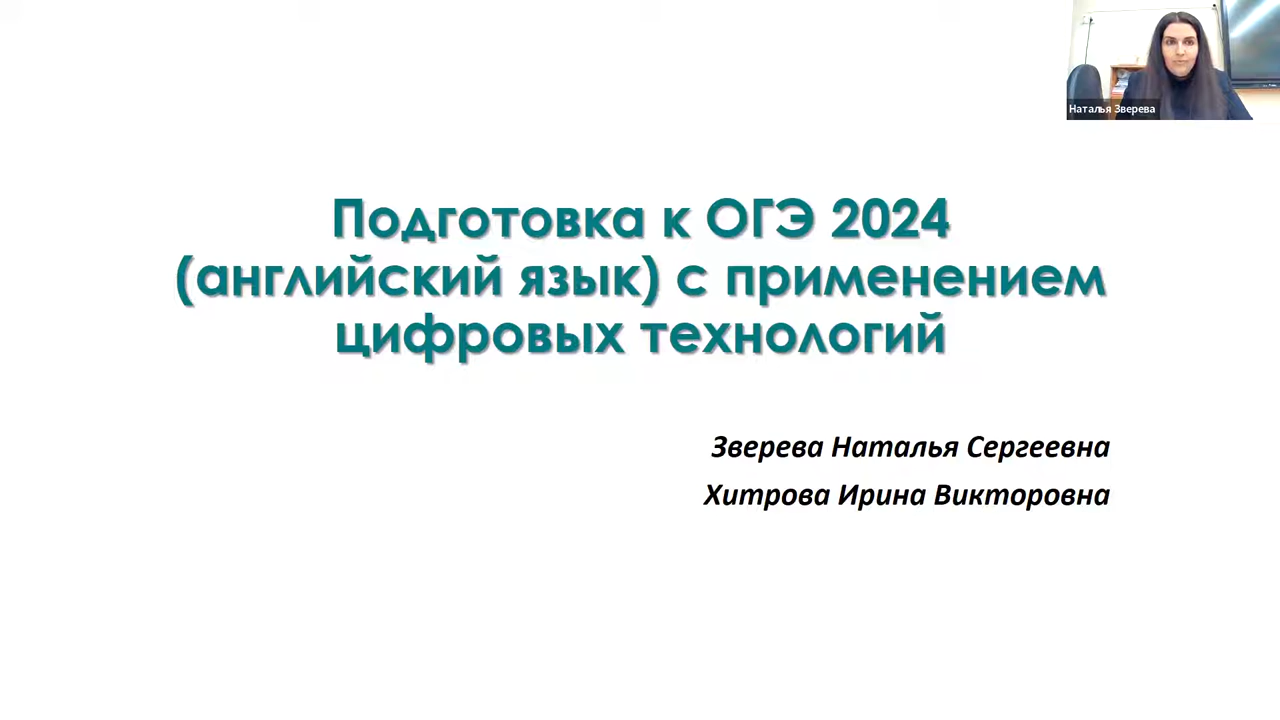 Наталья Зверева
Подготовка к ОГЭ 2024
(английский язык) с применением
цифровых технологий
Зверева Наталья Сергеевна
Хитрова Ирина Викторовна